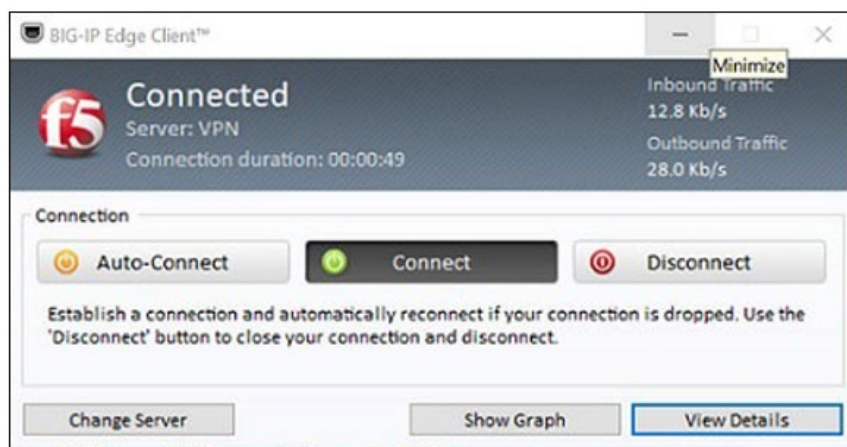 BIG-IP Edge Client™
Minimize
f5
Connected
Server: VPN
Connection duration: 00:00:49
Inbound Traffic
12.8 Kb/s
Outbound Traffic
28.0 Kb/s
Connection
Auto-Connect
Connect
Disconnect
Establish a connection and automatically reconnect if your connection is dropped. Use the
'Disconnect' button to close your connection and disconnect.
Change Server
Show Graph
View Details